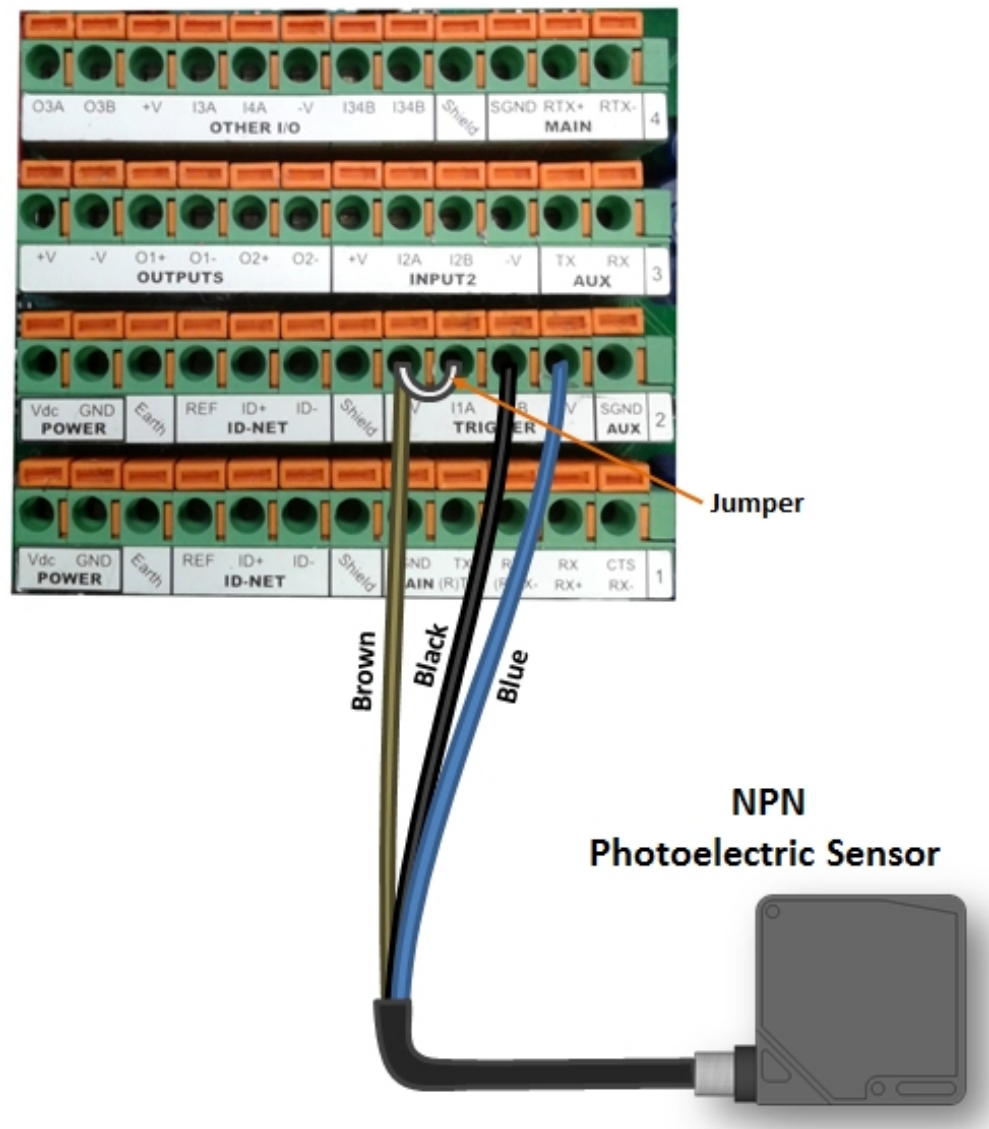 O3A O3B +V I3A I4A -V I34B I34B Shield SGND RTX+ RTX-
OTHER I/O MAIN 4
+V -V O1+ O1- O2+ O2- +V I2A I2B -V TX RX
OUTPUTS INPUT2 AUX 3
Vdc GND Earth REF ID+ ID- Shield V I1A B V SGND
POWER ID-NET TRIGGER AUX 2
Jumper
Vdc GND Earth REF ID+ ID- Shield GND TX RX CTS
POWER ID-NET RX+ RX- 1
Brown
Black
Blue
NPN
Photoelectric Sensor